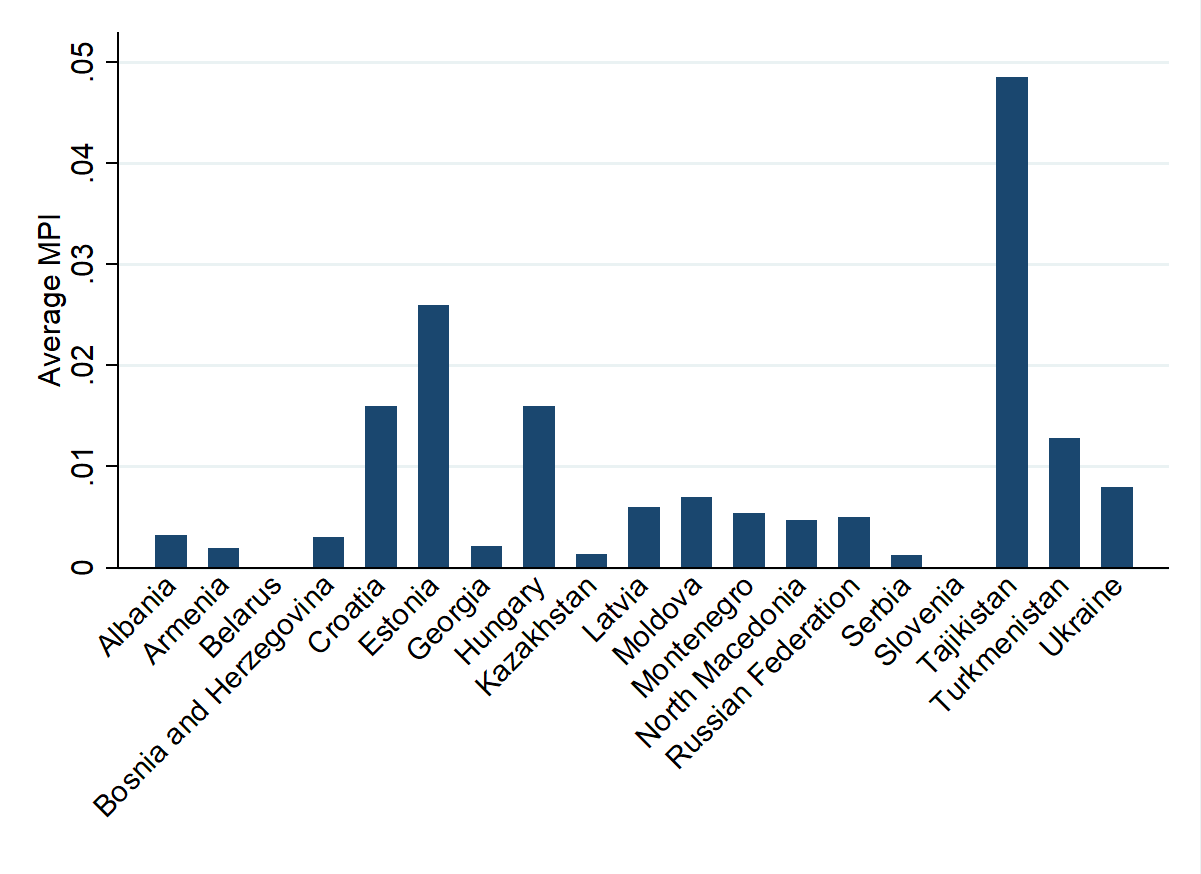 Average MPI
.05
.04
.03
.02
.01
0
Albania
Armenia
Belarus
Bosnia and Herzegovina
Croatia
Estonia
Georgia
Hungary
Kazakhstan
Latvia
Moldova
Montenegro
North Macedonia
Russian Federation
Serbia
Slovenia
Tajikistan
Turkmenistan
Ukraine